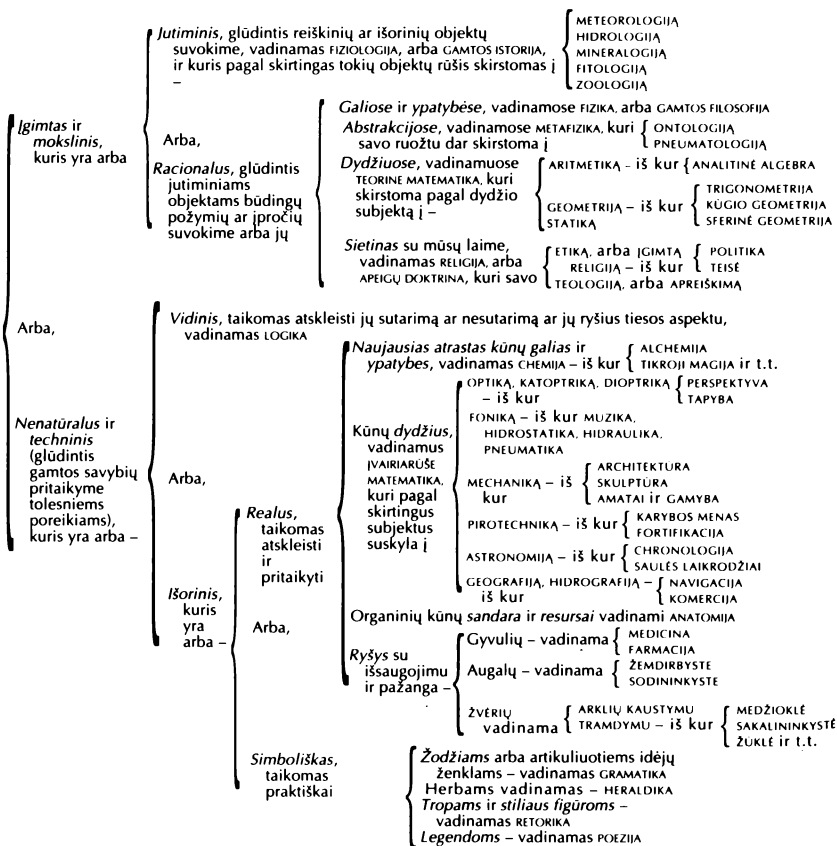 Jutiminis, glūdintis reiškinių ar išorinių objektų
suvokime, vadinamas FIZIOLOGIJA, arba GAMTOS ISTORIJA,
ir kuris pagal skirtingas tokių objektų rūšis skirstomas į
–
METEOROLOGIJĄ
HIDROLOGIJĄ
MINERALOGIJĄ
FITOLOGIJĄ
ZOOLOGIJĄ
Įgimtas ir
mokslinis,
kuris yra arba
Arba,
Racionalus, glūdintis
jutiminiams
objektams būdingų
požymių ar įpročių
suvokime arba jų
Galiose ir ypatybėse, vadinamose FIZIKA, arba GAMTOS FILOSOFIJA
Abstrakcijose, vadinamose METAFIZIKA, kuri
savo ruožtu dar skirstoma į
ONTOLOGIJĄ
PNEUMATOLOGIJĄ
Dydžiuose, vadinamuose
TEORINE MATEMATIKA, kuri
skirstoma pagal dydžio
subjektą į –
ARITMETIKĄ – iš kur
ANALITINĖ ALGEBRA
GEOMETRIJĄ – iš kur
STATIKĄ
TRIGONOMETRIJA
KŪGIO GEOMETRIJA
SFERINĖ GEOMETRIJA
Sietinas su mūsų laime,
vadinamas RELIGIJA, arba
APEIGŲ DOKTRINA, kuri savo
ETIKĄ, arba ĮGIMTĄ
RELIGIJĄ – iš kur
POLITIKA
TEISĖ
TEOLOGIJĄ, arba APREIŠKIMĄ
Arba,
Nenatūralus ir
techninis
(glūdintis
gamtos savybių
pritaikyme
tolesniems
poreikiams),
kuris yra arba –
Vidinis, taikomas atskleisti jų sutarimą ar nesutarimą ar jų ryšius tiesos aspektu,
vadinamas LOGIKA
Arba,
Išorinis,
kuris
yra
arba –
Realus,
taikomas
atskleisti
ir
pritaikyti
Naujausias atrastas kūnų galias ir
ypatybes, vadinamas CHEMIJA – iš kur
ALCHEMIJA
TIKROJI MAGIJA ir t.t.
Kūnų dydžius,
vadinamus
ĮVAIRIARŪŠE
MATEMATIKA,
kuri pagal
skirtingus
subjektus
suskyla į
OPTIKĄ, KATOPTRIKĄ, DIOPTRIKĄ
– iš kur
PERSPEKTYVA
TAPYBA
FONIKĄ – iš kur MUZIKA,
HIDROSTATIKA, HIDRAULIKA,
PNEUMATIKA
MECHANIKĄ – iš
kur
ARCHITEKTŪRA
SKULPTŪRA
AMATAI ir GAMYBA
PIROTECHNIKĄ – iš kur
KARYBOS MENAS
FORTIFIKACIJA
ASTRONOMIJĄ – iš kur
CHRONOLOGIJA
SAULĖS LAIKRODŽIAI
GEOGRAFIJĄ, HIDROGRAFIJĄ –
iš kur
NAVIGACIJA
KOMERCIJA
Organinių kūnų sandara ir resursai vadinami ANATOMIJA
Ryšys su
išsaugojimu
ir pažanga –
Gyvulių – vadinama
MEDICINA
FARMACIJA
Augalų – vadinama
ŽEMDIRBYSTE
SODININKYSTE
ŽVĖRIŲ
vadinama
ARKLIŲ KAUSTYMU
TRAMDYMU – iš kur
MEDŽIOKLĖ
SAKALININKYSTĖ
ŽŪKLĖ ir t.t.
Arba,
Simboliškas,
taikomas
praktiškai
Žodžiams arba artikuliuotiems idėjų
ženklams – vadinamas GRAMATIKA
Herbams vadinamas – HERALDIKA
Tropams ir stiliaus figūroms –
vadinamas RETORIKA
Legendoms – vadinamas POEZIJA